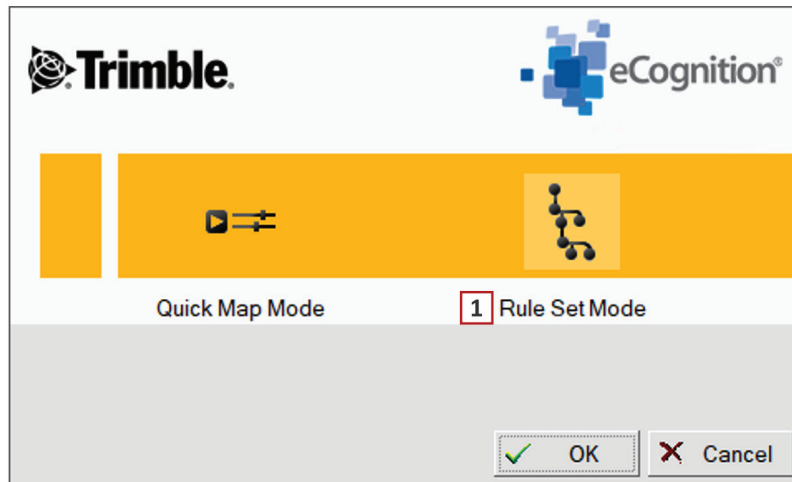 Trimble.
eCognition®
Quick Map Mode
1 Rule Set Mode
OK
Cancel